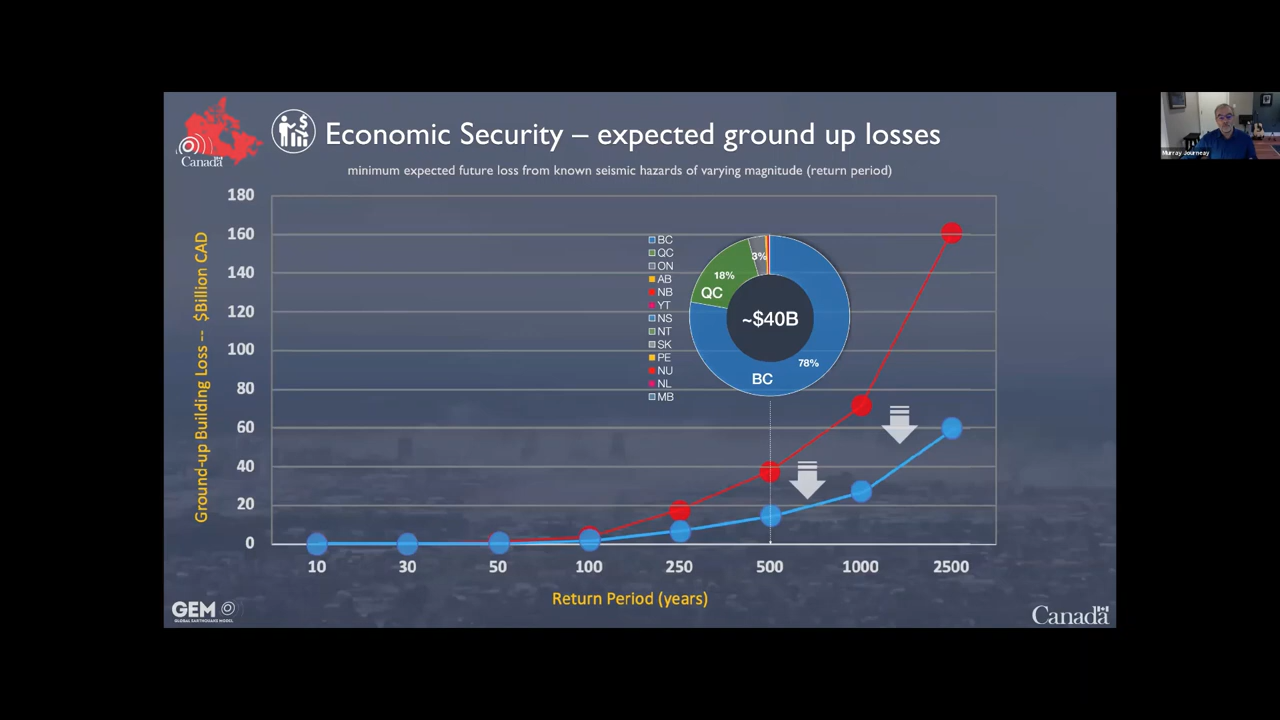 Canada
Economic Security – expected ground up losses
minimum expected future loss from known seismic hazards of varying magnitude (return period)
Murray Journeay
Ground-up Building Loss -- $Billion CAD
180
160
140
120
100
80
60
40
20
0
BC
QC
ON
AB
NB
YT
NS
NT
SK
PE
NU
NL
MB
3%
18%
QC
~$40B
78%
BC
10 30 50 100 250 500 1000 2500
Return Period (years)
GEM
GLOBAL EARTHQUAKE MODEL
Canada